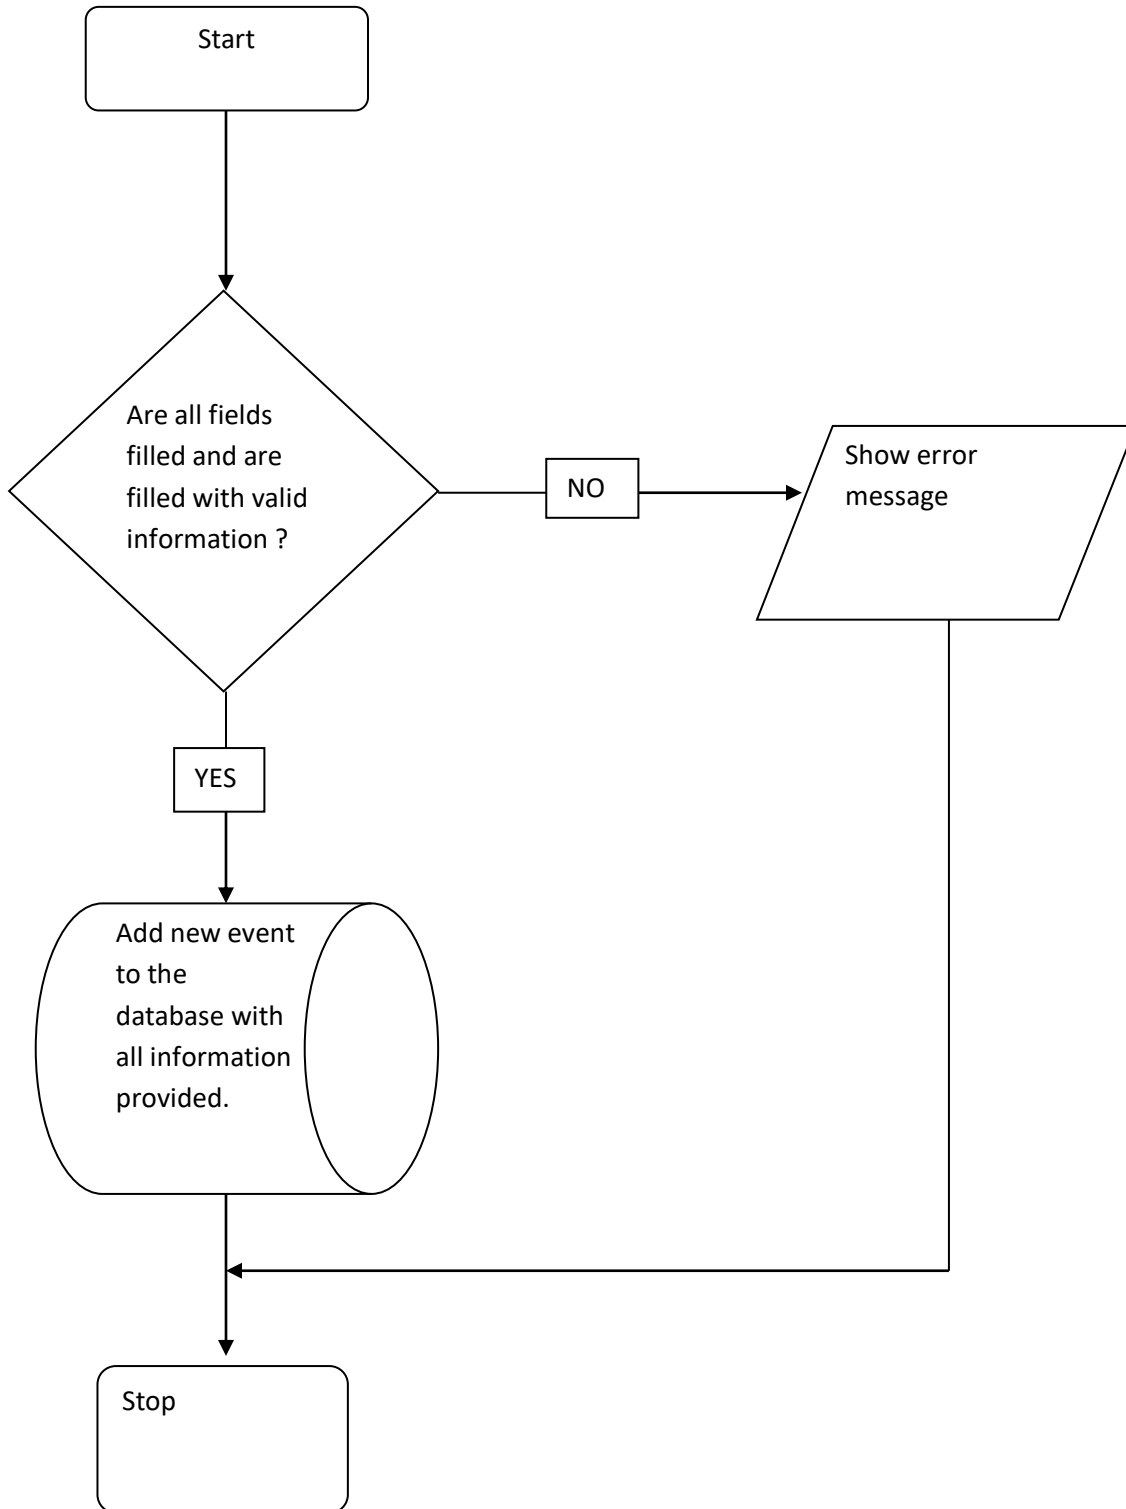 Start
Are all fields
filled and are
filled with valid
information ?
NO
Show error
message
YES
Add new event
to the
database with
all information
provided.
Stop